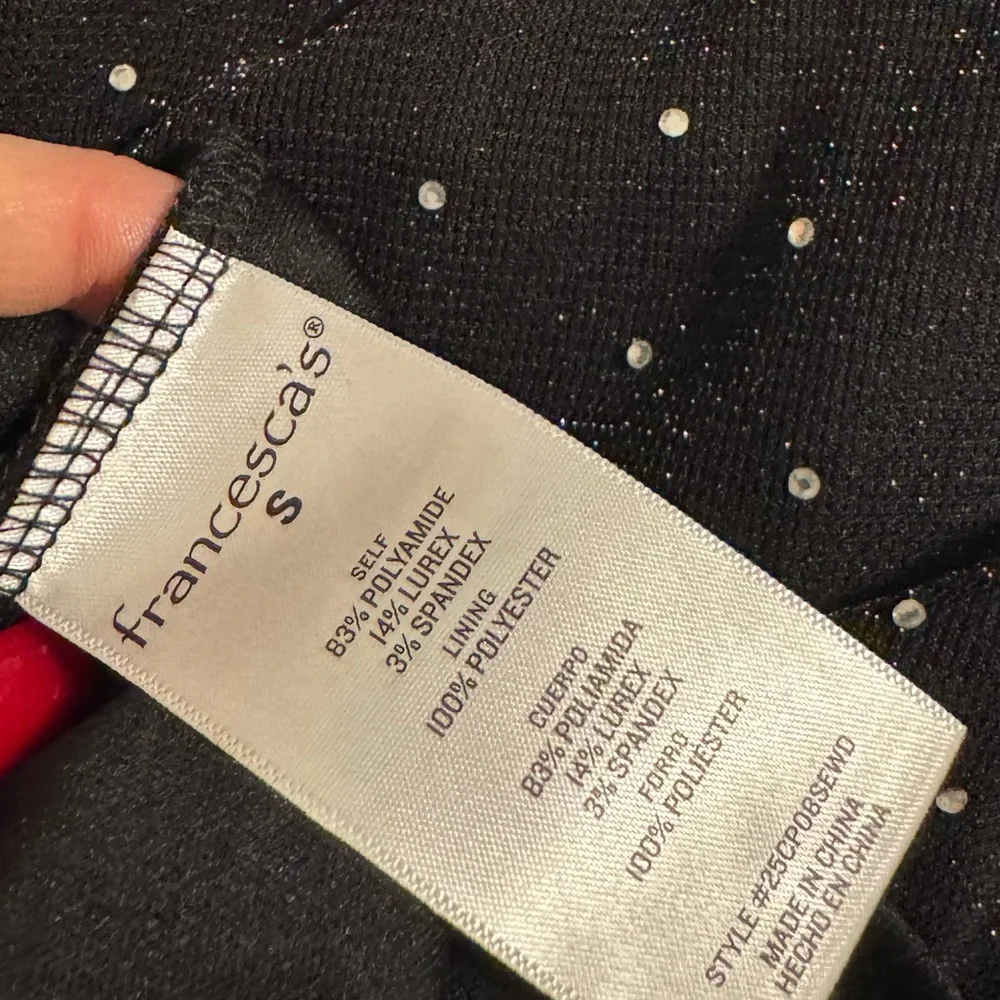 francesca's®
S
SELF
83% POLYAMIDE
14% LUREX
3% SPANDEX
LINING
100% POLYESTER
CUERPO
83% POLIAMIDA
14% LUREX
3% SPANDEX
FORRO
100% POLIESTER
STYLE #25CP08SEWD
MADE IN CHINA
HECHO EN CHINA